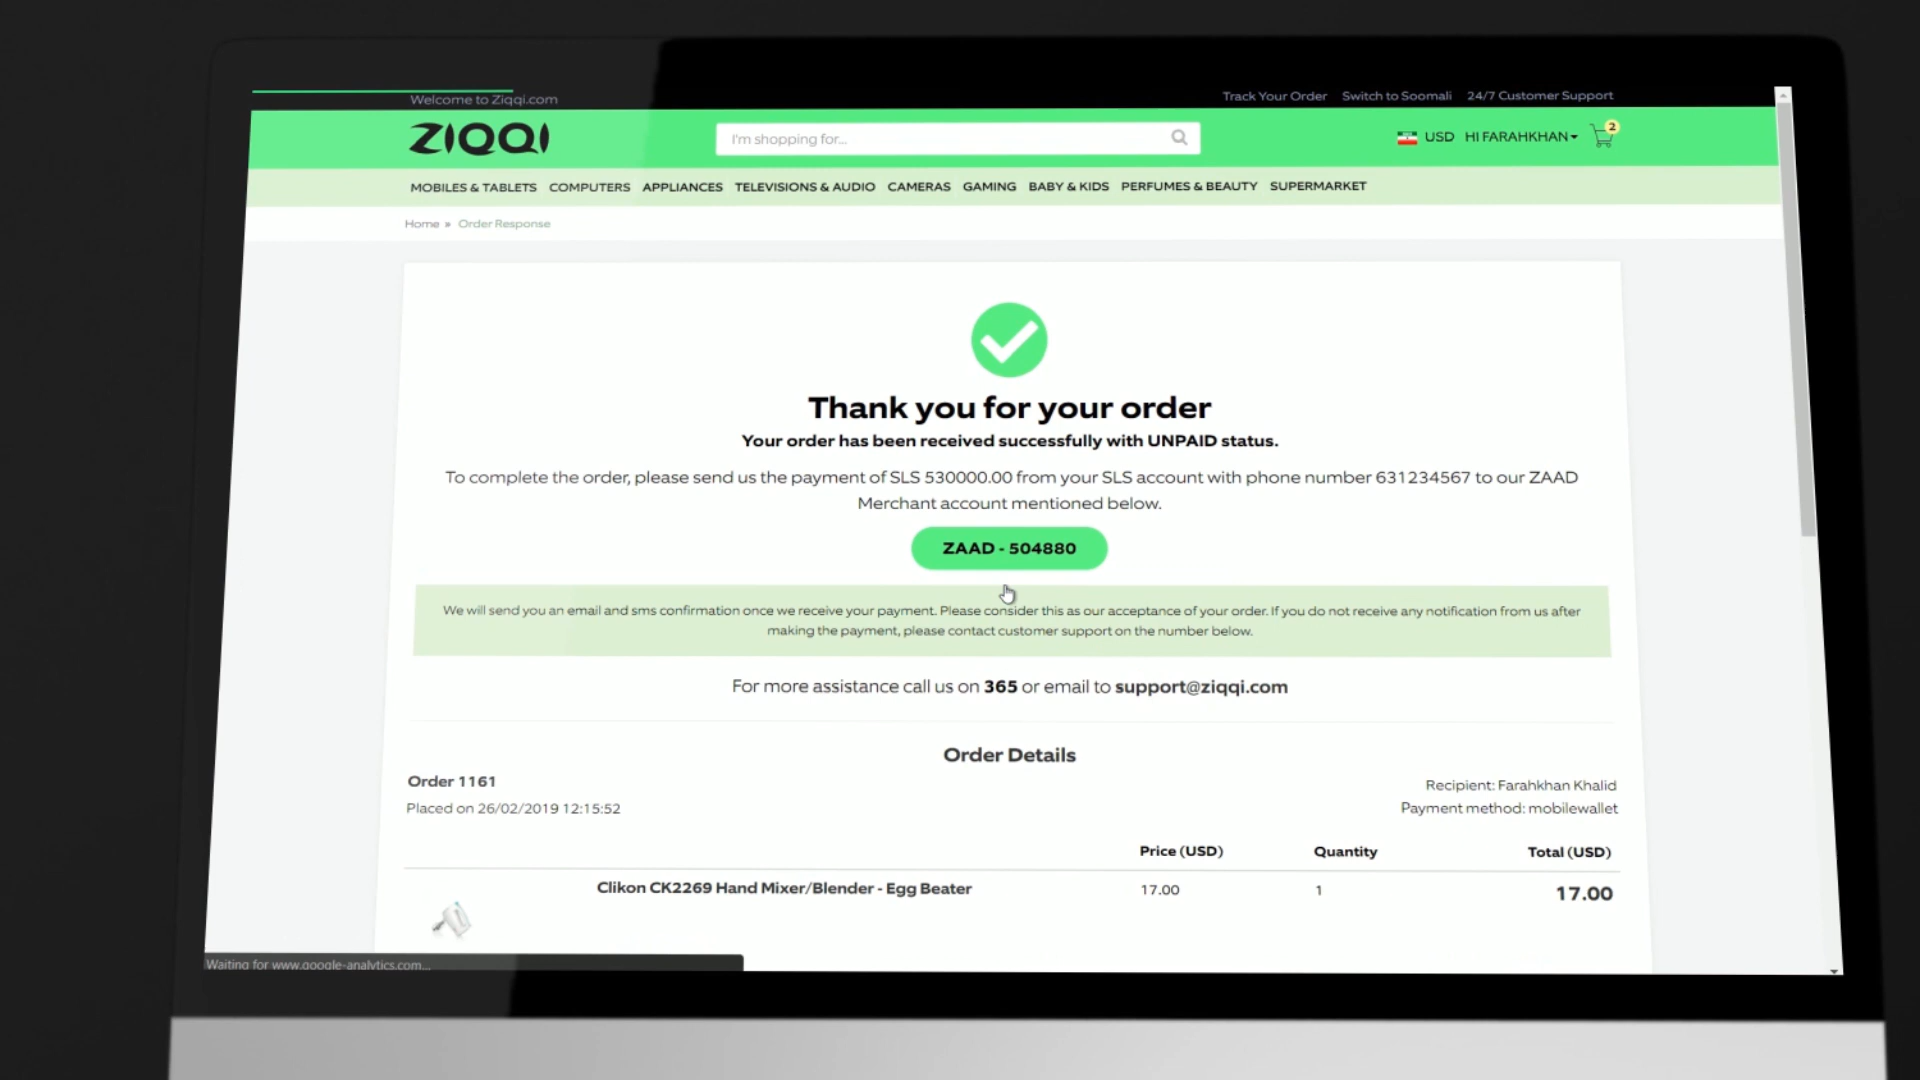 Welcome to Ziqqi.com
Track Your Order Switch to Soomali 24/7 Customer Support
ZIQQI
I'm shopping for...
USD HI FARAHKHAN
2
MOBILES & TABLETS COMPUTERS APPLIANCES TELEVISIONS & AUDIO CAMERAS GAMING BABY & KIDS PERFUMES & BEAUTY SUPERMARKET
Home » Order Response
Thank you for your order
Your order has been received successfully with UNPAID status.
To complete the order, please send us the payment of SLS 530000.00 from your SLS account with phone number 631234567 to our ZAAD
Merchant account mentioned below.
ZAAD - 504880
We will send you an email and sms confirmation once we receive your payment. Please consider this as our acceptance of your order. If you do not receive any notification from us after
making the payment, please contact customer support on the number below.
For more assistance call us on 365 or email to support@ziqqi.com
Order Details
Order 1161
Placed on 26/02/2019 12:15:52
Recipient: Farahkhan Khalid
Payment method: mobilewallet
Price (USD) Quantity Total (USD)
Clikon CK2269 Hand Mixer/Blender - Egg Beater 17.00 1 17.00
Waiting for www.google-analytics.com...